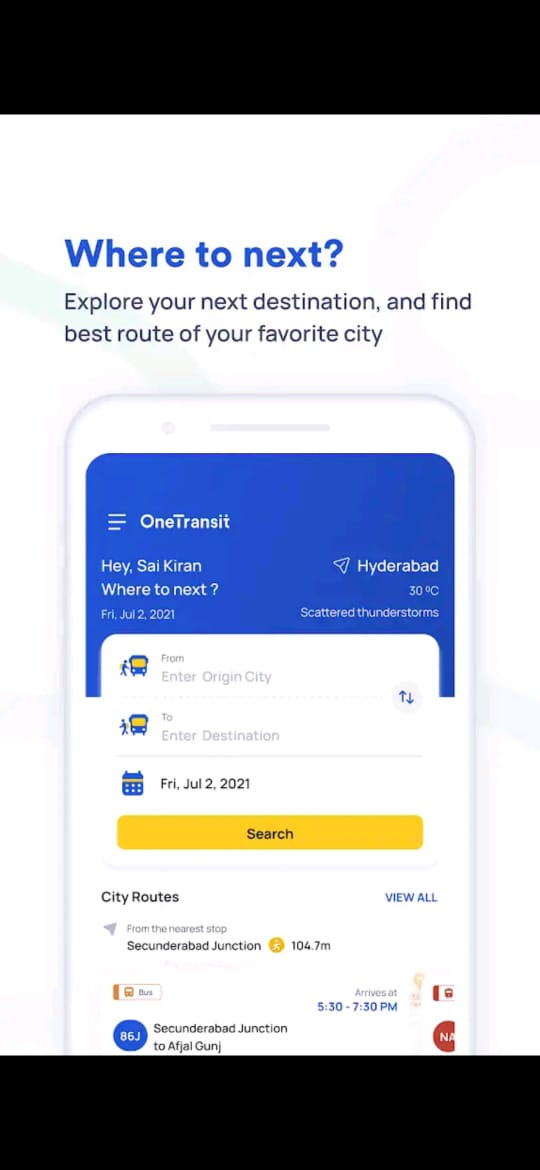 Where to next?
Explore your next destination, and find
best route of your favorite city
OneTransit
Hey, Sai Kiran
Hyderabad
Where to next ?
30 ºC
Fri, Jul 2, 2021
Scattered thunderstorms
From
Enter Origin City
To
Enter Destination
Fri, Jul 2, 2021
Search
City Routes
VIEW ALL
From the nearest stop
Secunderabad Junction 104.7m
Bus
Arrives at
5:30 - 7:30 PM
86J
Secunderabad Junction
to Afjal Gunj
NA